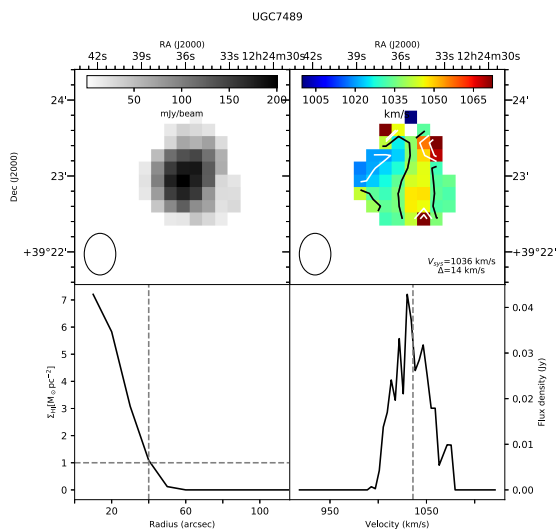 UGC7489
RA (J2000)
RA (J2000)
42s 39s 36s 33s 12h24m30s
42s 39s 36s 33s 12h24m30s
50 100 150 200
1005 1020 1035 1050 1065
mJy/beam
km/s
24'
23'
+39°22'
Dec (J2000)
24'
23'
+39°22'
V_sys=1036 km/s
Δ=14 km/s
7
6
5
4
3
2
1
0
Σ_HI[M_⊙pc⁻²]
20 60 100
Radius (arcsec)
0.04
0.03
0.02
0.01
0.00
Flux density (Jy)
950 1050
Velocity (km/s)